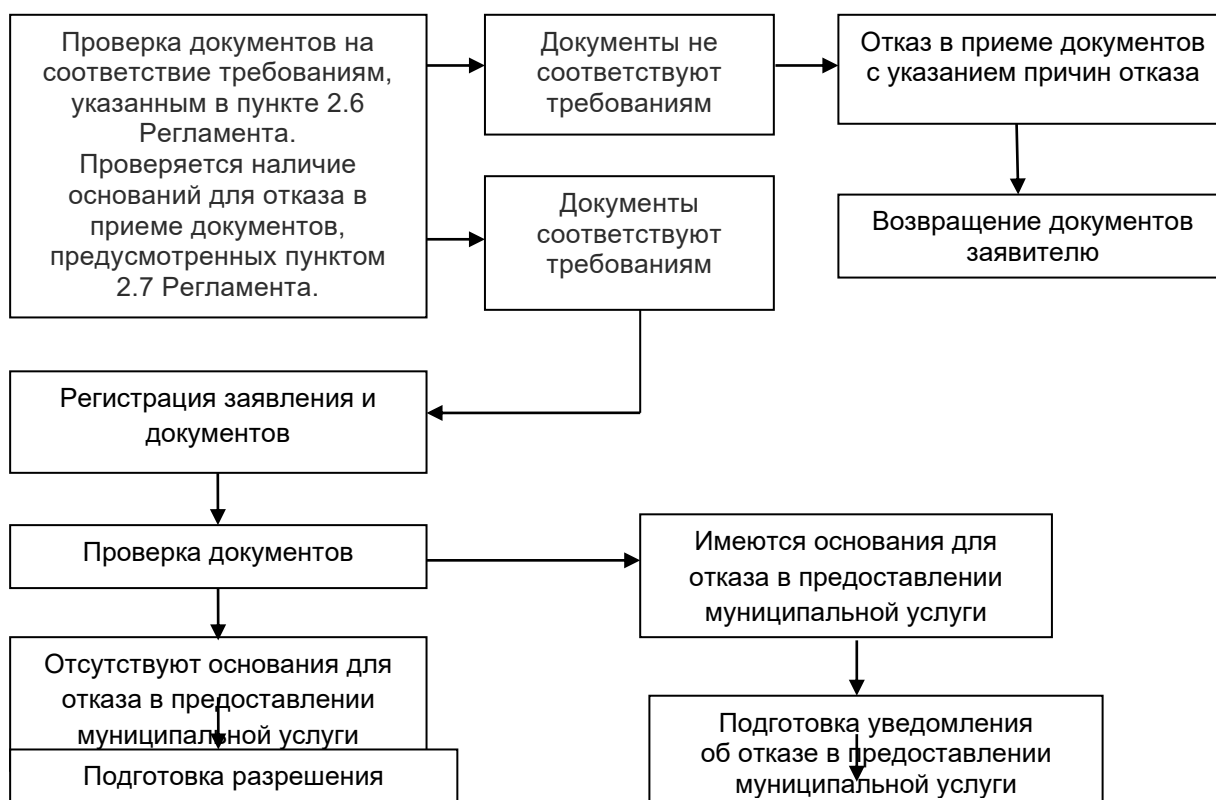 Проверка документов на
соответствие требованиям,
указанным в пункте 2.6
Регламента.
Проверяется наличие
оснований для отказа в
приеме документов,
предусмотренных пунктом
2.7 Регламента.
Документы не
соответствуют
требованиям
Отказ в приеме документов
с указанием причин отказа
Возвращение документов
заявителю
Документы
соответствуют
требованиям
Регистрация заявления и
документов
Проверка документов
Имеются основания для
отказа в предоставлении
муниципальной услуги
Отсутствуют основания для
отказа в предоставлении
муниципальной услуги
Подготовка разрешения
Подготовка уведомления
об отказе в предоставлении
муниципальной услуги